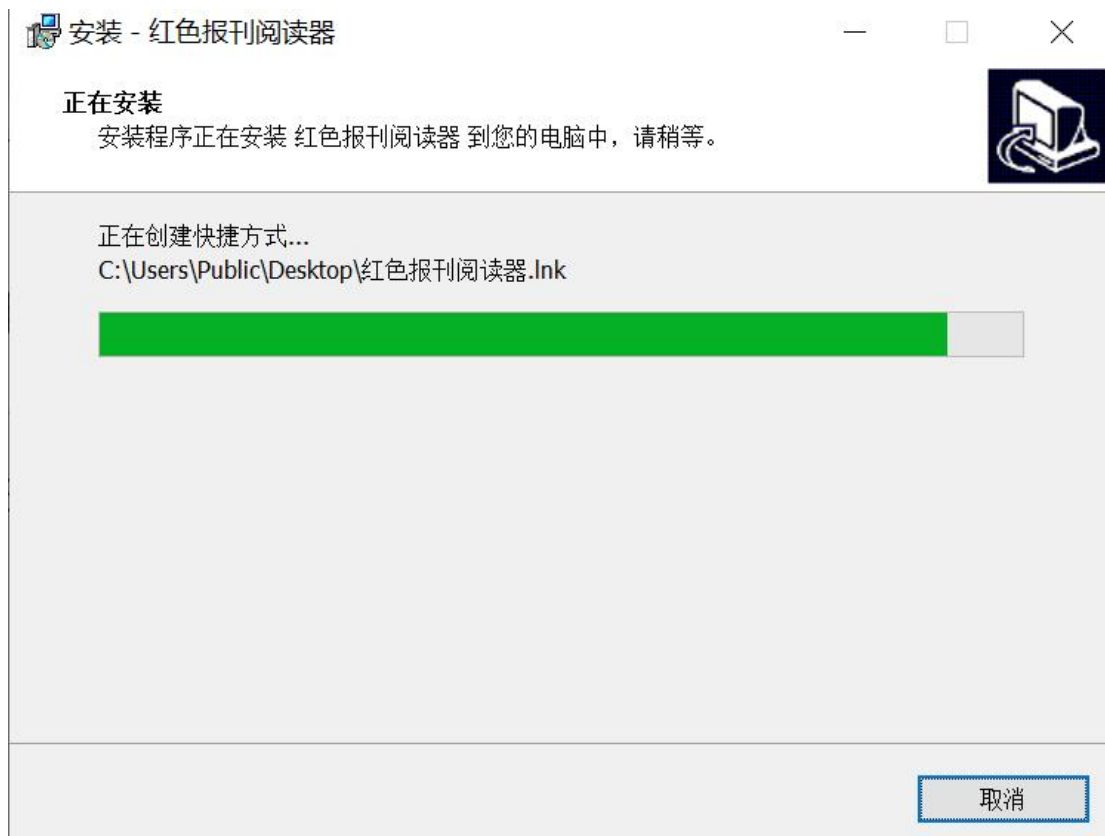 安装 - 红色报刊阅读器
正在安装
安装程序正在安装 红色报刊阅读器 到您的电脑中，请稍等。
正在创建快捷方式...
C:\Users\Public\Desktop\红色报刊阅读器.lnk
取消